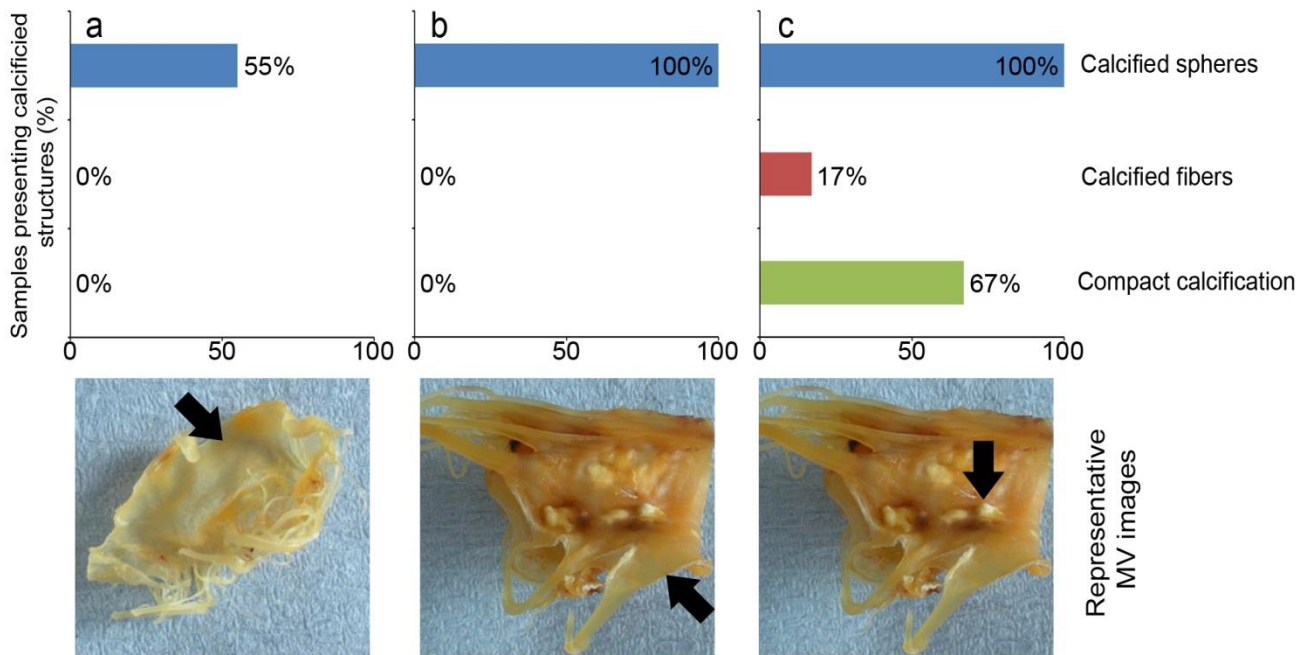 a
b
c
Samples presenting calcificied
structures (%)
55%
0%
0%
0
50
100
100%
0%
0%
0
50
100
100%
17%
67%
0
50
100
Calcified spheres
Calcified fibers
Compact calcification
Representative
MV images